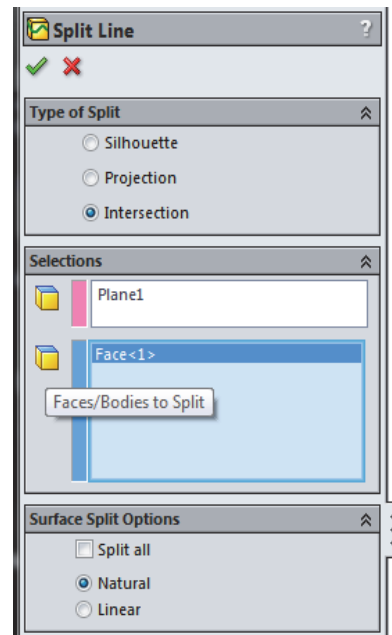 Split Line
?
Type of Split
Silhouette
Projection
Intersection
Selections
Plane1
Face<1>
Faces/Bodies to Split
Surface Split Options
Split all
Natural
Linear